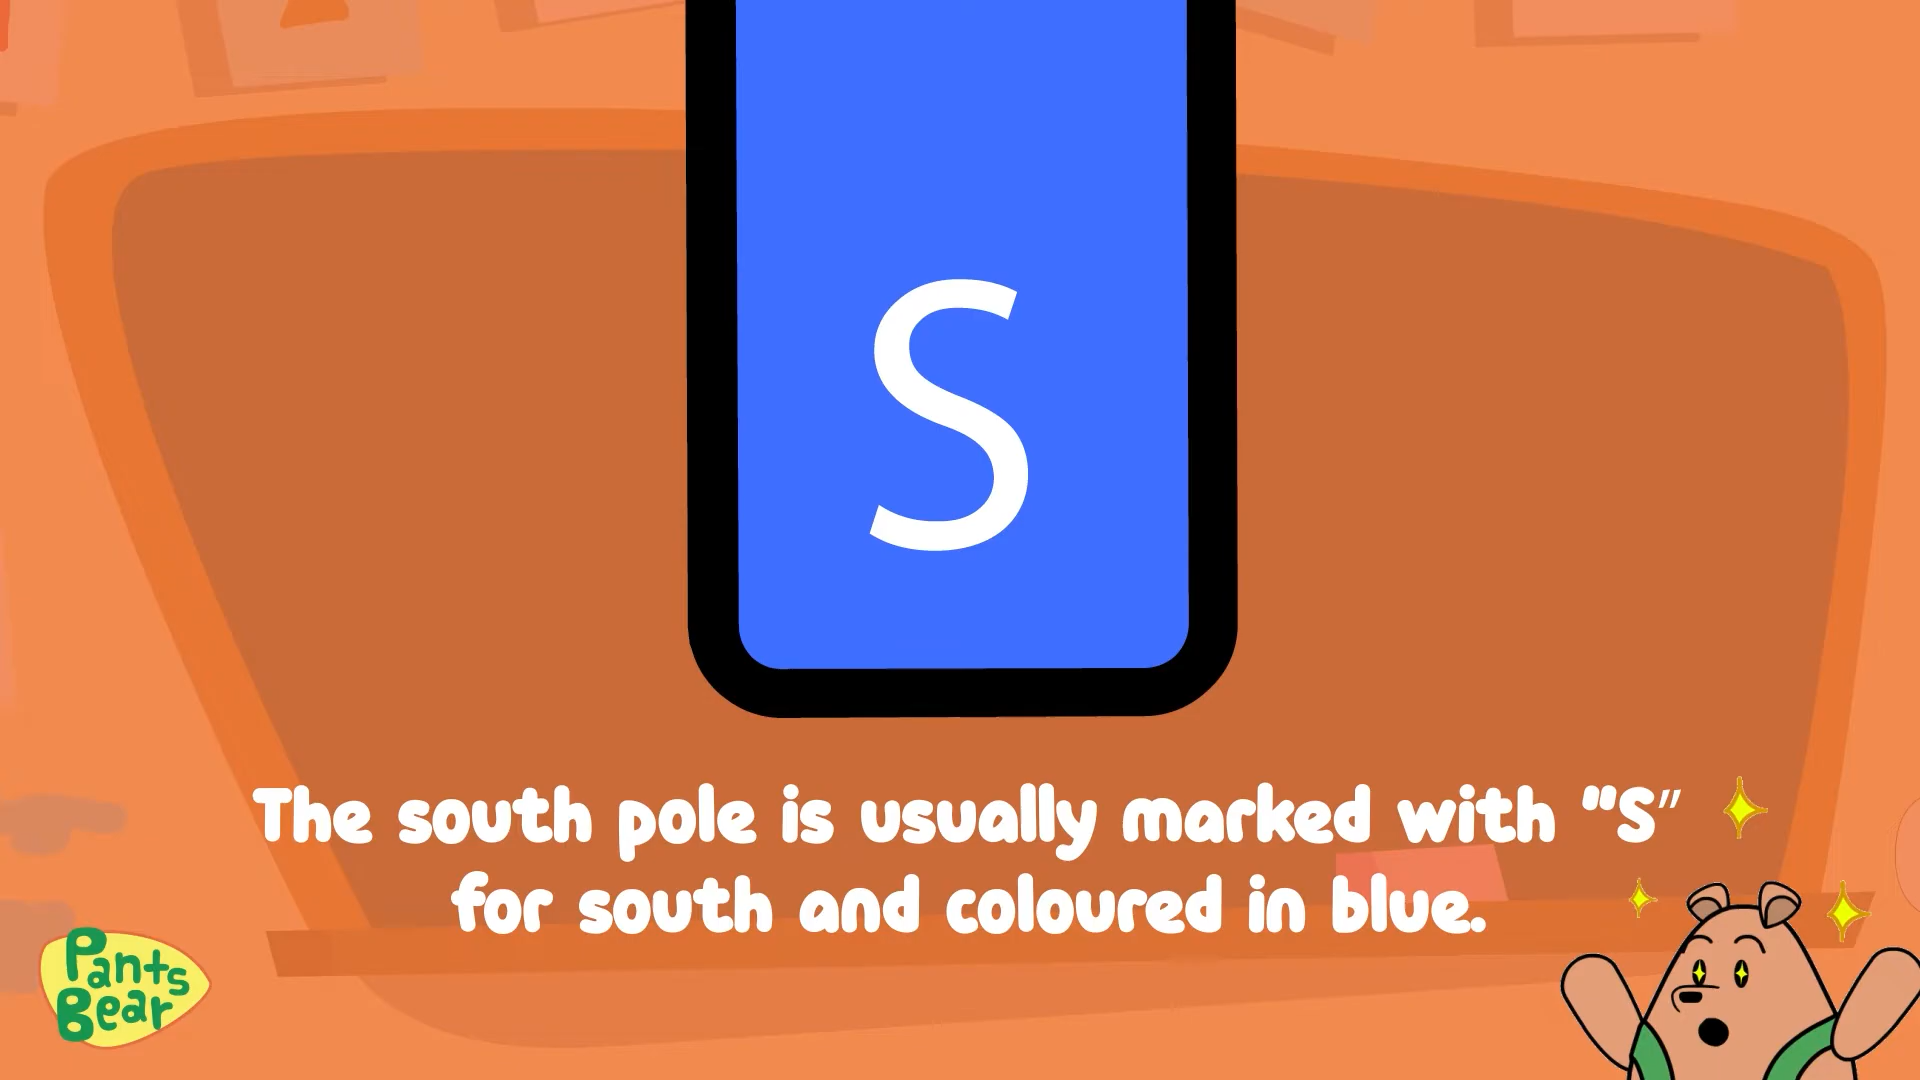 S
The south pole is usually marked with "S"
for south and coloured in blue.
Pants
Bear